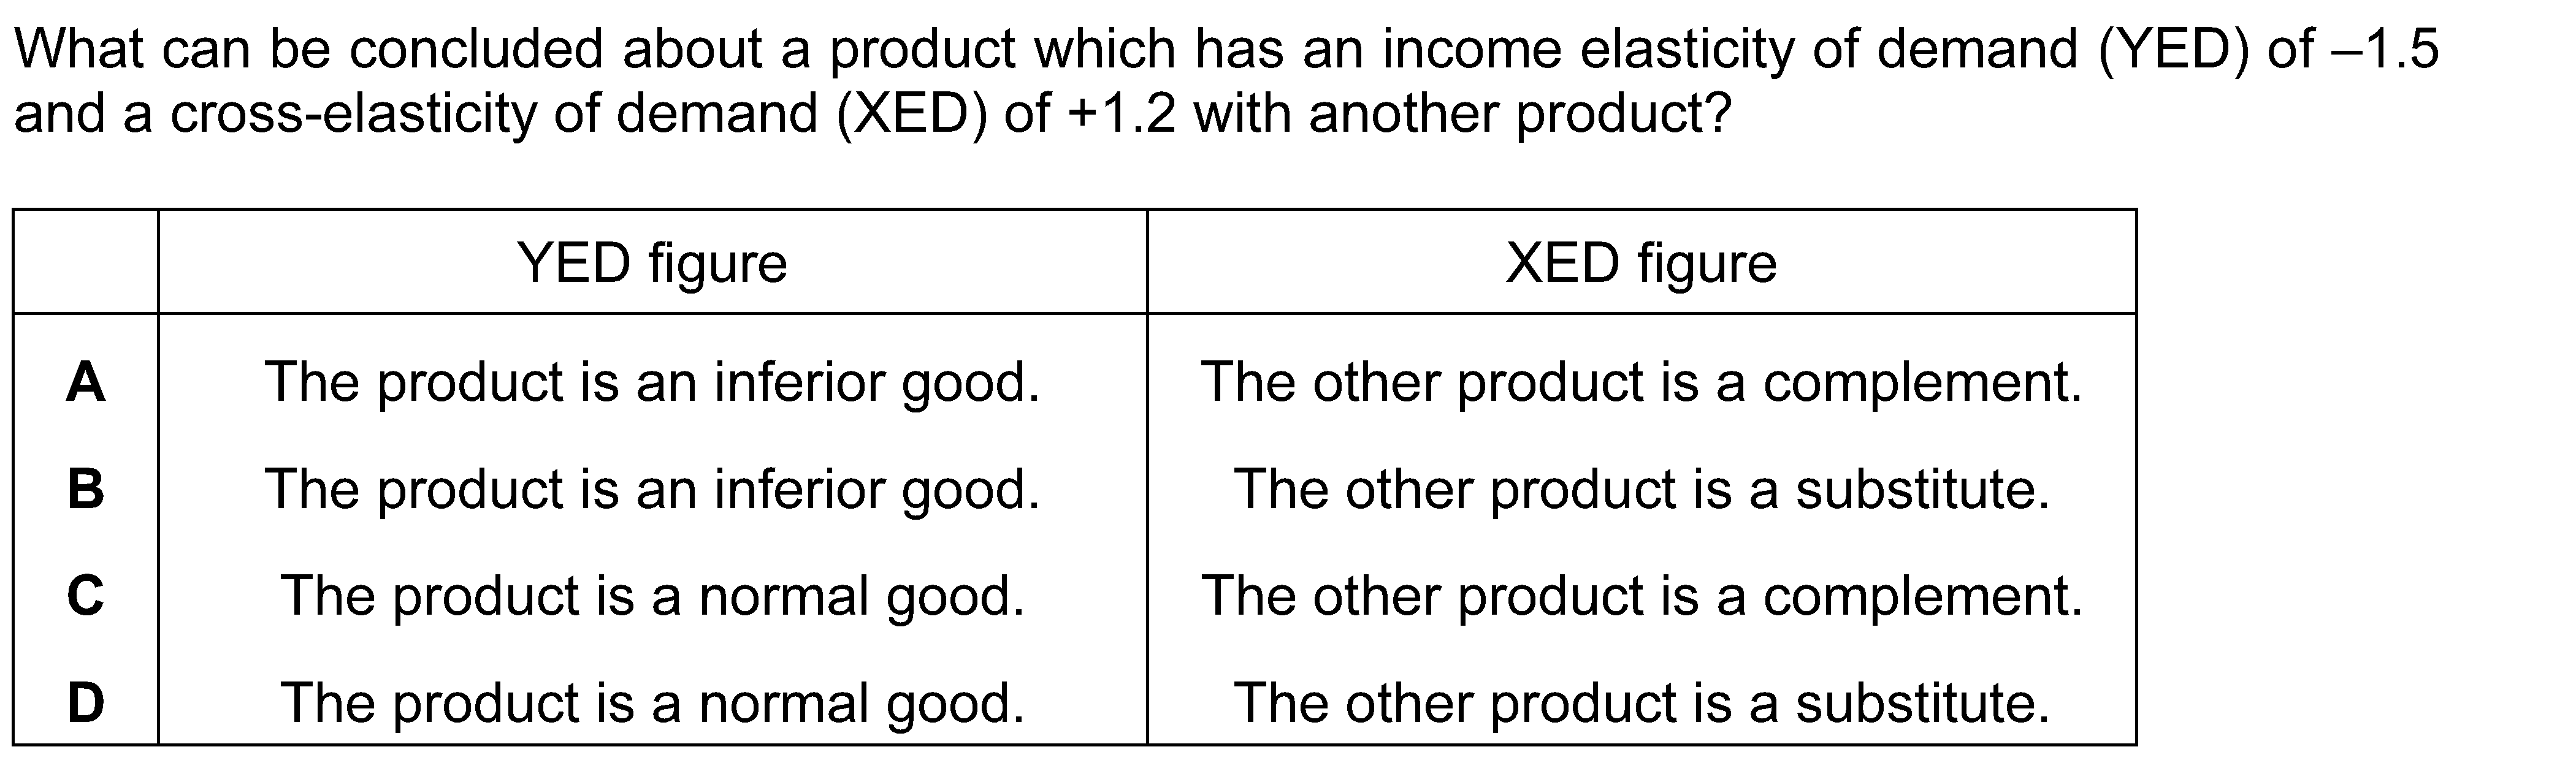 What can be concluded about a product which has an income elasticity of demand (YED) of –1.5
and a cross-elasticity of demand (XED) of +1.2 with another product?
YED figure XED figure
A The product is an inferior good. The other product is a complement.
B The product is an inferior good. The other product is a substitute.
C The product is a normal good. The other product is a complement.
D The product is a normal good. The other product is a substitute.